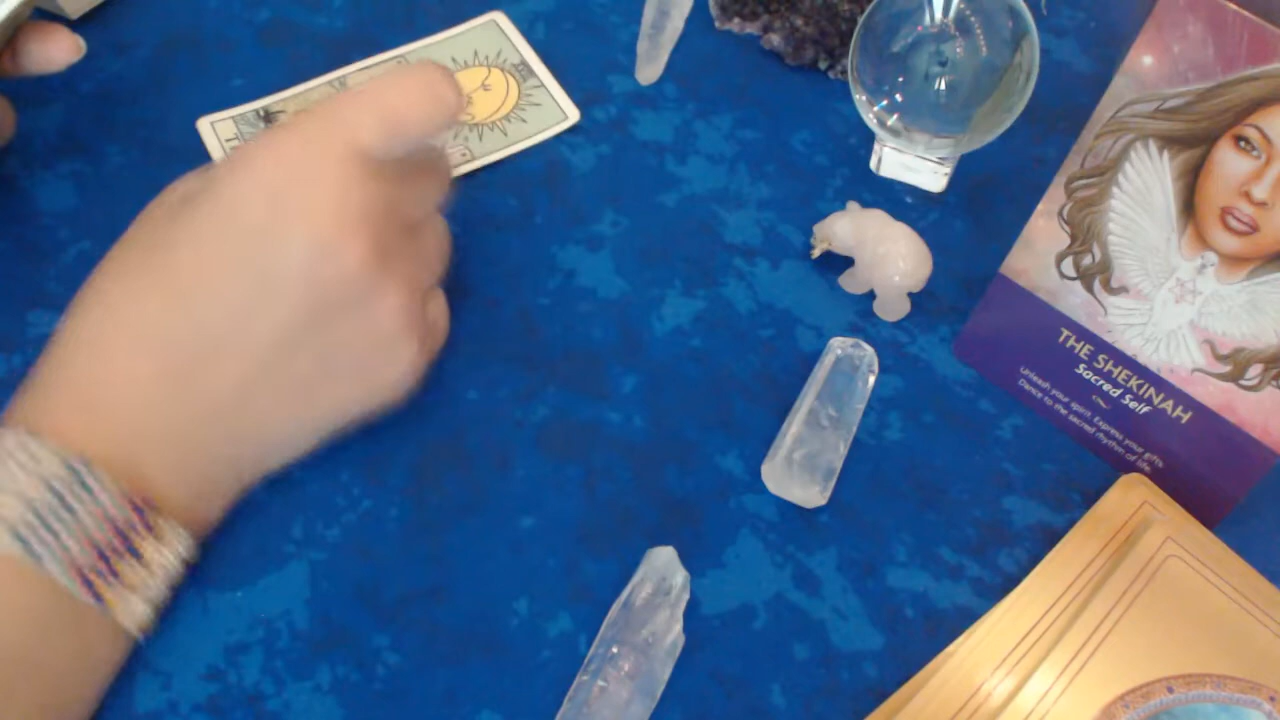 THE SHEKINAH
Sacred Self
Unleash your spirit. Express your gifts.
Dance to the sacred rhythm of life.